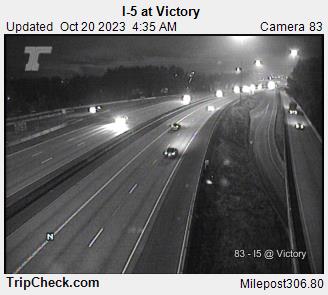 I-5 at Victory
Updated Oct 20 2023 4:35 AM Camera 83
T
N
83 - I5 @ Victory
TripCheck.com Milepost306.80